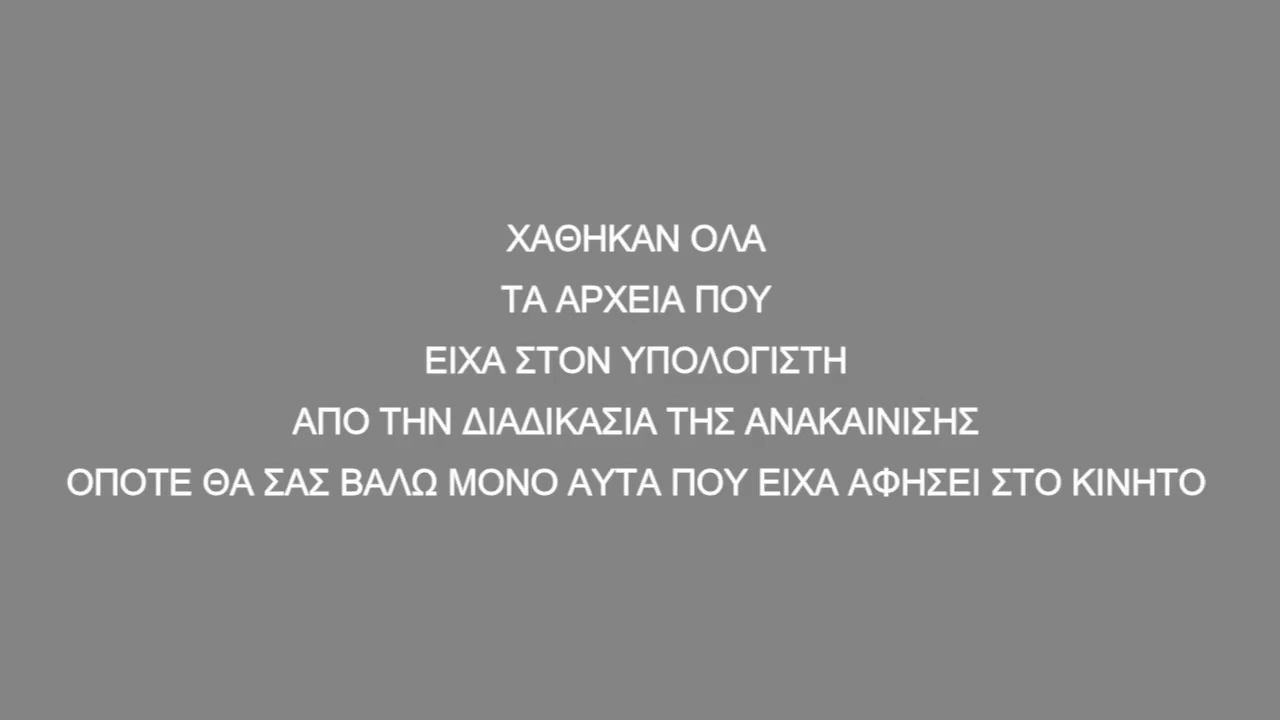 ΧΑΘΗΚΑΝ ΟΛΑ
ΤΑ ΑΡΧΕΙΑ ΠΟΥ
ΕΙΧΑ ΣΤΟΝ ΥΠΟΛΟΓΙΣΤΗ
ΑΠΟ ΤΗΝ ΔΙΑΔΙΚΑΣΙΑ ΤΗΣ ΑΝΑΚΑΙΝΙΣΗΣ
ΟΠΟΤΕ ΘΑ ΣΑΣ ΒΑΛΩ ΜΟΝΟ ΑΥΤΑ ΠΟΥ ΕΙΧΑ ΑΦΗΣΕΙ ΣΤΟ ΚΙΝΗΤΟ